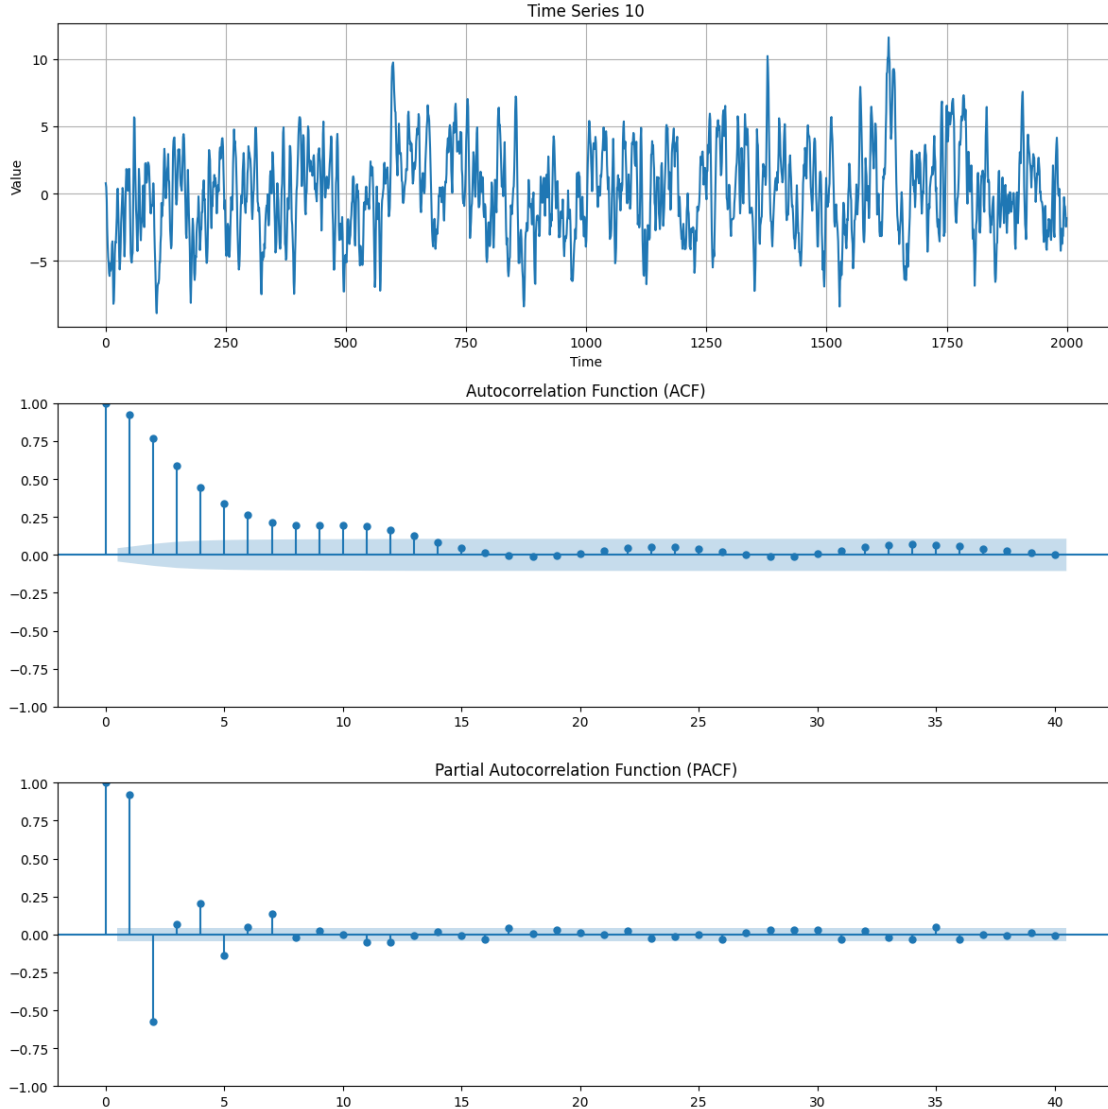 Time Series 10
Value
10
5
0
−5
0 250 500 750 1000 1250 1500 1750 2000
Time
Autocorrelation Function (ACF)
1.00
0.75
0.50
0.25
0.00
−0.25
−0.50
−0.75
−1.00
0 5 10 15 20 25 30 35 40
Partial Autocorrelation Function (PACF)
1.00
0.75
0.50
0.25
0.00
−0.25
−0.50
−0.75
−1.00
0 5 10 15 20 25 30 35 40